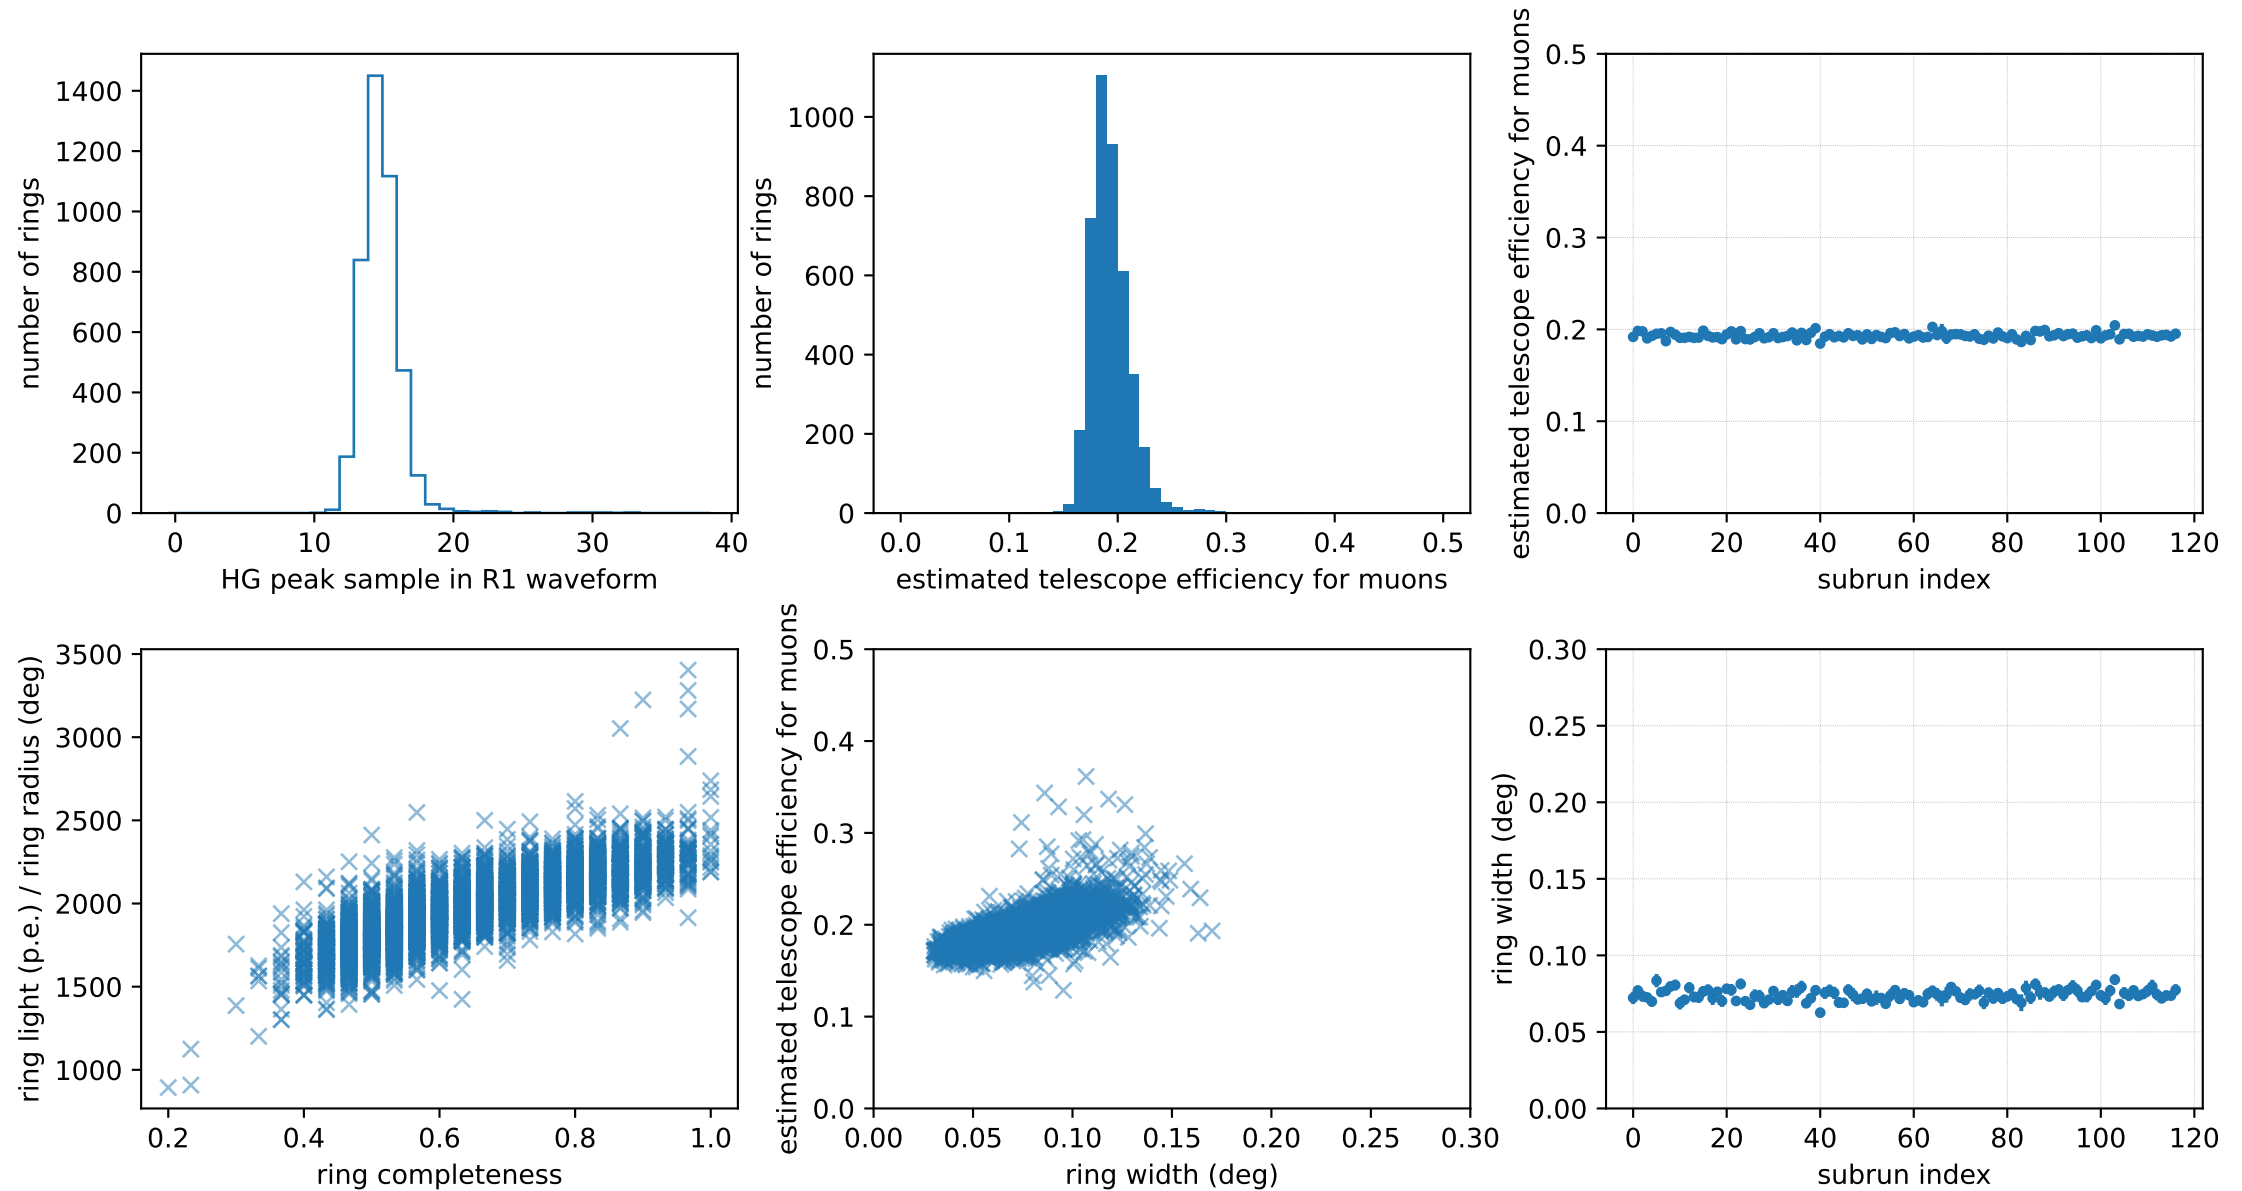 1400
1200
1000
800
600
400
200
0
number of rings
0 10 20 30 40
HG peak sample in R1 waveform
1000
800
600
400
200
0
number of rings
0.0 0.1 0.2 0.3 0.4 0.5
estimated telescope efficiency for muons
0.5
0.4
0.3
0.2
0.1
0.0
estimated telescope efficiency for muons
0 20 40 60 80 100 120
subrun index
3500
3000
2500
2000
1500
1000
ring light (p.e.) / ring radius (deg)
0.2 0.4 0.6 0.8 1.0
ring completeness
0.5
0.4
0.3
0.2
0.1
0.0
estimated telescope efficiency for muons
0.00 0.05 0.10 0.15 0.20 0.25 0.30
ring width (deg)
0.30
0.25
0.20
0.15
0.10
0.05
0.00
ring width (deg)
0 20 40 60 80 100 120
subrun index